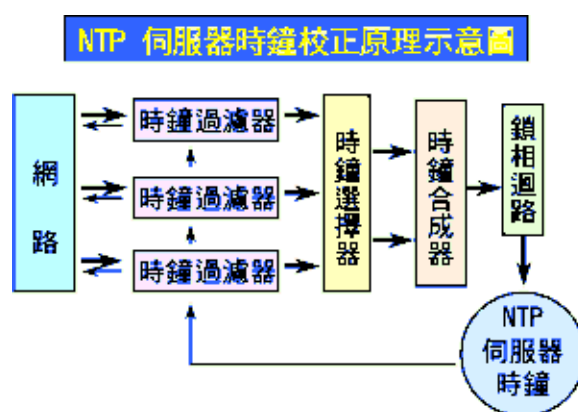 NTP 伺服器時鐘校正原理示意圖
網路
時鐘過濾器
時鐘過濾器
時鐘過濾器
時鐘選擇器
時鐘合成器
鎖相迴路
NTP
伺服器
時鐘